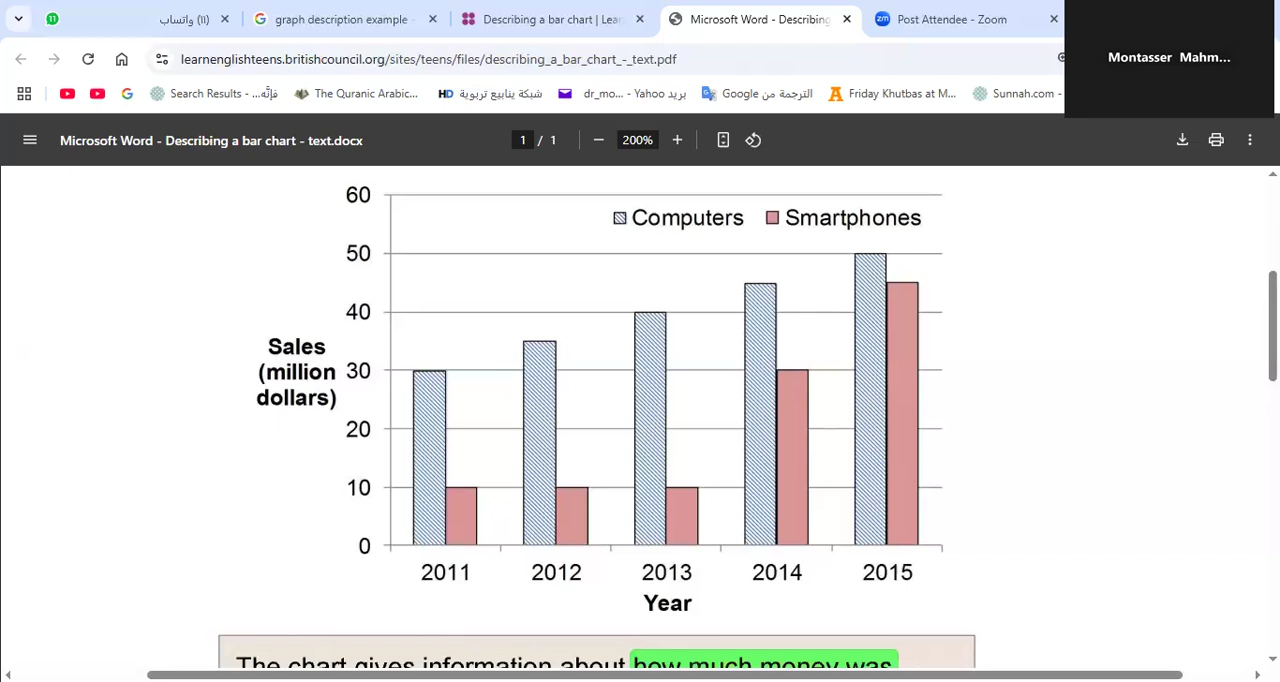 (11) واتساب
graph description example -
Describing a bar chart | Lea
Microsoft Word - Describing
zm Post Attendee - Zoom
learnenglishteens.britishcouncil.org/sites/teens/files/describing_a_bar_chart_-_text.pdf
Montasser Mahm...
Search Results - ...فَإِنَّه
The Quranic Arabic...
HD شبكة ينابيع تربوية
dr_mo... - Yahoo بريد
Google الترجمة من
Friday Khutbas at M...
Sunnah.com -
Microsoft Word - Describing a bar chart - text.docx
1 / 1
200%
60
Computers Smartphones
50
40
Sales
(million
dollars)
30
20
10
0
2011 2012 2013 2014 2015
Year
The chart gives information about how much money was